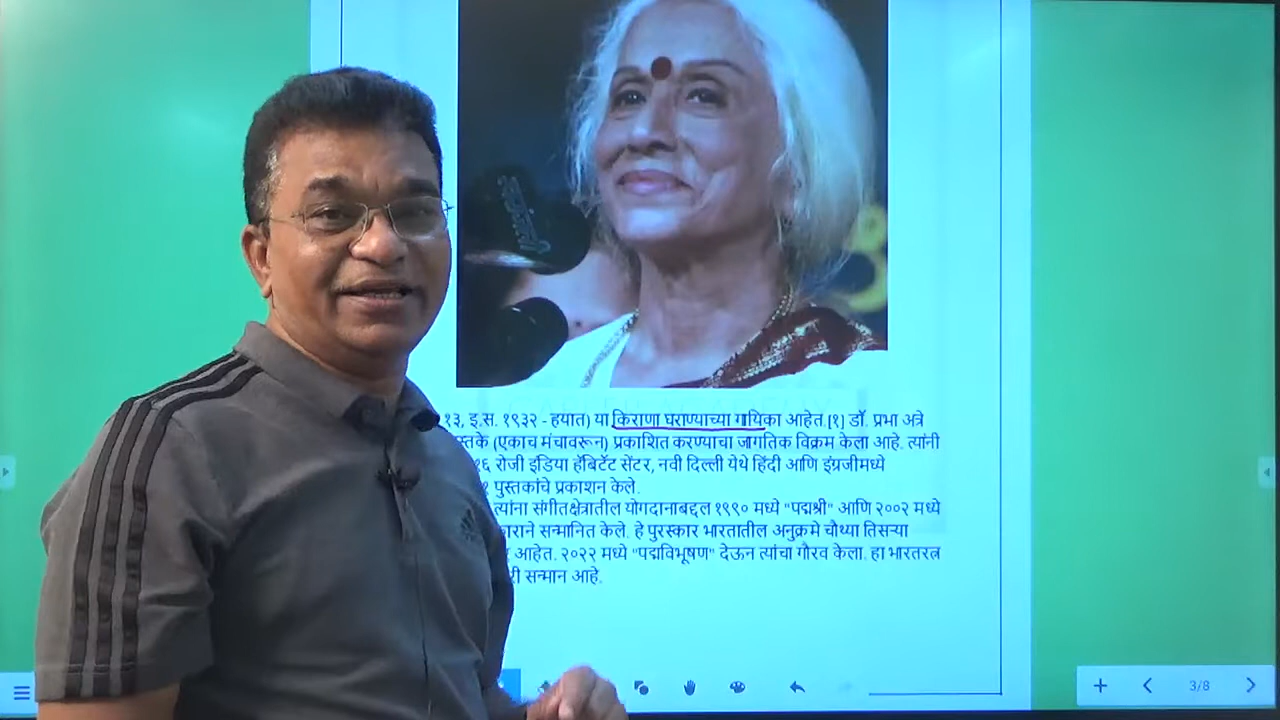 १३, इ.स. १९३२ - हयात) या किराणा घराण्याच्या गायिका आहेत.[१] डॉ. प्रभा अत्रे
(एकाच मंचावरून) प्रकाशित करण्याचा जागतिक विक्रम केला आहे. त्यांनी
रोजी इंडिया हॅबिटॅट सेंटर, नवी दिल्ली येथे हिंदी आणि इंग्रजीमध्ये
पुस्तकांचे प्रकाशन केले.
त्यांना संगीतक्षेत्रातील योगदानाबद्दल १९९० मध्ये "पद्मश्री" आणि २००२ मध्ये
सन्मानित केले. हे पुरस्कार भारतातील अनुक्रमे चौथ्या तिसऱ्या
आहेत. २०२२ मध्ये "पद्मविभूषण" देऊन त्यांचा गौरव केला. हा भारतरत्न
सन्मान आहे.
3/8